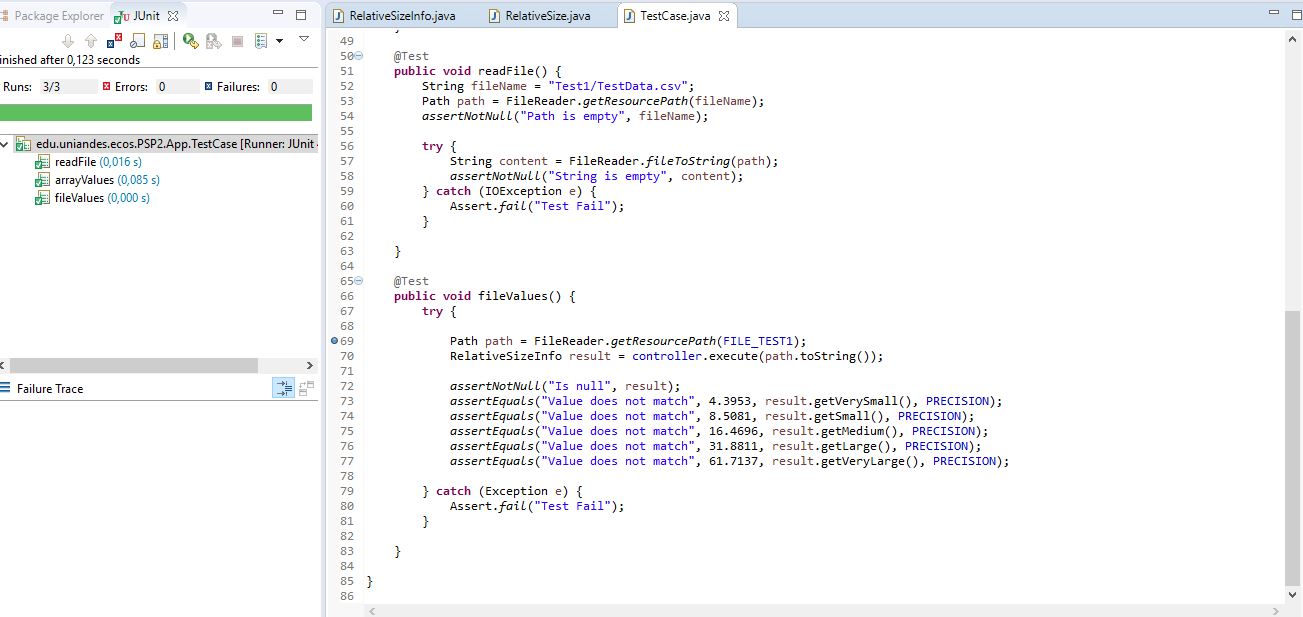 Package Explorer JUnit
inished after 0,123 seconds
Runs: 3/3 Errors: 0 Failures: 0
edu.uniandes.ecos.PSP2.App.TestCase [Runner: JUnit
readFile (0,016 s)
arrayValues (0,085 s)
fileValues (0,000 s)
Failure Trace
RelativeSizeInfo.java RelativeSize.java TestCase.java
49
50 @Test
51 public void readFile() {
52 String fileName = "Test1/TestData.csv";
53 Path path = FileReader.getResourcePath(fileName);
54 assertNotNull("Path is empty", fileName);
55
56 try {
57 String content = FileReader.fileToString(path);
58 assertNotNull("String is empty", content);
59 } catch (IOException e) {
60 Assert.fail("Test Fail");
61 }
62
63 }
64
65 @Test
66 public void fileValues() {
67 try {
68
69 Path path = FileReader.getResourcePath(FILE_TEST1);
70 RelativeSizeInfo result = controller.execute(path.toString());
71
72 assertNotNull("Is null", result);
73 assertEquals("Value does not match", 4.3953, result.getVerySmall(), PRECISION);
74 assertEquals("Value does not match", 8.5081, result.getSmall(), PRECISION);
75 assertEquals("Value does not match", 16.4696, result.getMedium(), PRECISION);
76 assertEquals("Value does not match", 31.8811, result.getLarge(), PRECISION);
77 assertEquals("Value does not match", 61.7137, result.getVeryLarge(), PRECISION);
78
79 } catch (Exception e) {
80 Assert.fail("Test Fail");
81 }
82
83 }
84
85 }
86